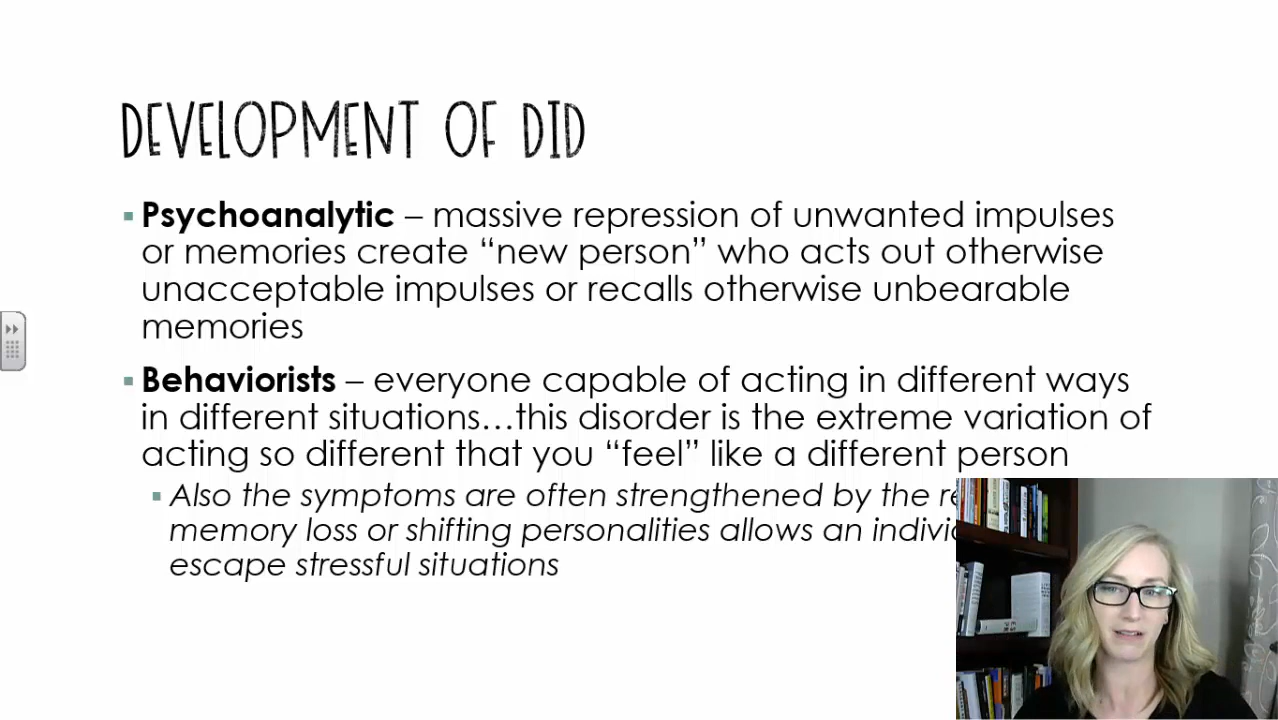 DEVELOPMENT OF DID
▪ Psychoanalytic – massive repression of unwanted impulses
or memories create “new person” who acts out otherwise
unacceptable impulses or recalls otherwise unbearable
memories
▪ Behaviorists – everyone capable of acting in different ways
in different situations…this disorder is the extreme variation of
acting so different that you “feel” like a different person
▪ Also the symptoms are often strengthened by the
memory loss or shifting personalities allows an
escape stressful situations